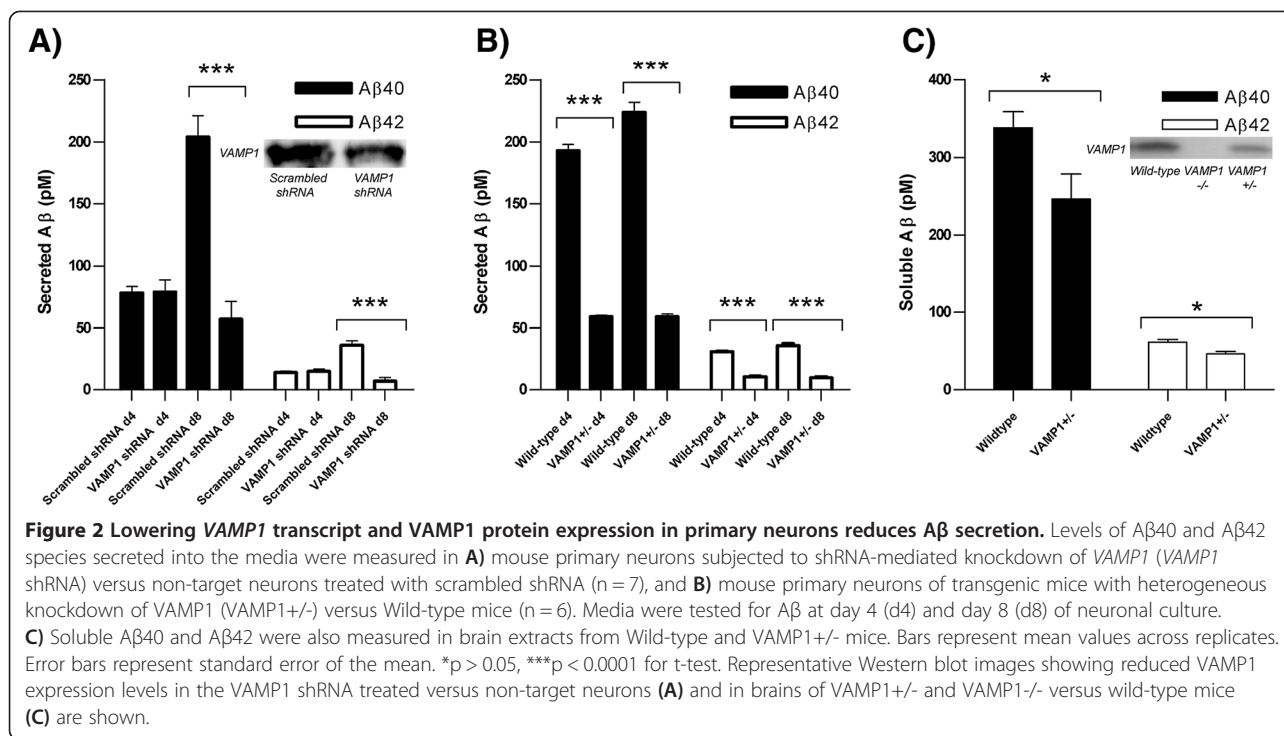 A)
B)
C)
250
200
150
100
50
0
Secreted Aβ (pM)
***
***
Aβ40
Aβ42
VAMP1
Scrambled
shRNA
VAMP1
shRNA
Scrambled shRNA d4
VAMP1 shRNA d4
Scrambled shRNA d8
VAMP1 shRNA d8
Scrambled shRNA d4
VAMP1 shRNA d4
Scrambled shRNA d8
VAMP1 shRNA d8
250
200
150
100
50
0
Secreted Aβ (pM)
***
***
***
***
Aβ40
Aβ42
Wild-type d4
VAMP1+/- d4
Wild-type d8
VAMP1+/- d8
Wild-type d4
VAMP1+/- d4
Wild-type d8
VAMP1+/- d8
400
300
200
100
0
Soluble Aβ (pM)
*
*
Aβ40
Aβ42
VAMP1
Wild-type
VAMP1
-/-
VAMP1
+/-
Wildtype
VAMP1+/-
Wildtype
VAMP1+/-
Figure 2 Lowering VAMP1 transcript and VAMP1 protein expression in primary neurons reduces Aβ secretion. Levels of Aβ40 and Aβ42
species secreted into the media were measured in A) mouse primary neurons subjected to shRNA-mediated knockdown of VAMP1 (VAMP1
shRNA) versus non-target neurons treated with scrambled shRNA (n = 7), and B) mouse primary neurons of transgenic mice with heterogeneous
knockdown of VAMP1 (VAMP1+/-) versus Wild-type mice (n = 6). Media were tested for Aβ at day 4 (d4) and day 8 (d8) of neuronal culture.
C) Soluble Aβ40 and Aβ42 were also measured in brain extracts from Wild-type and VAMP1+/- mice. Bars represent mean values across replicates.
Error bars represent standard error of the mean. *p > 0.05, ***p < 0.0001 for t-test. Representative Western blot images showing reduced VAMP1
expression levels in the VAMP1 shRNA treated versus non-target neurons (A) and in brains of VAMP1+/- and VAMP1-/- versus wild-type mice
(C) are shown.